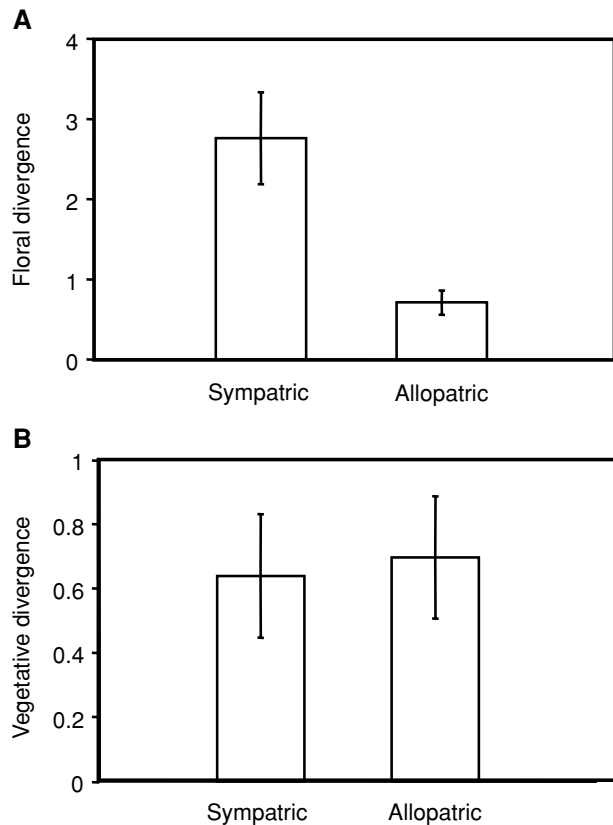 A
4
3
2
1
0
Floral divergence
Sympatric Allopatric
B
1
0.8
0.6
0.4
0.2
0
Vegetative divergence
Sympatric Allopatric